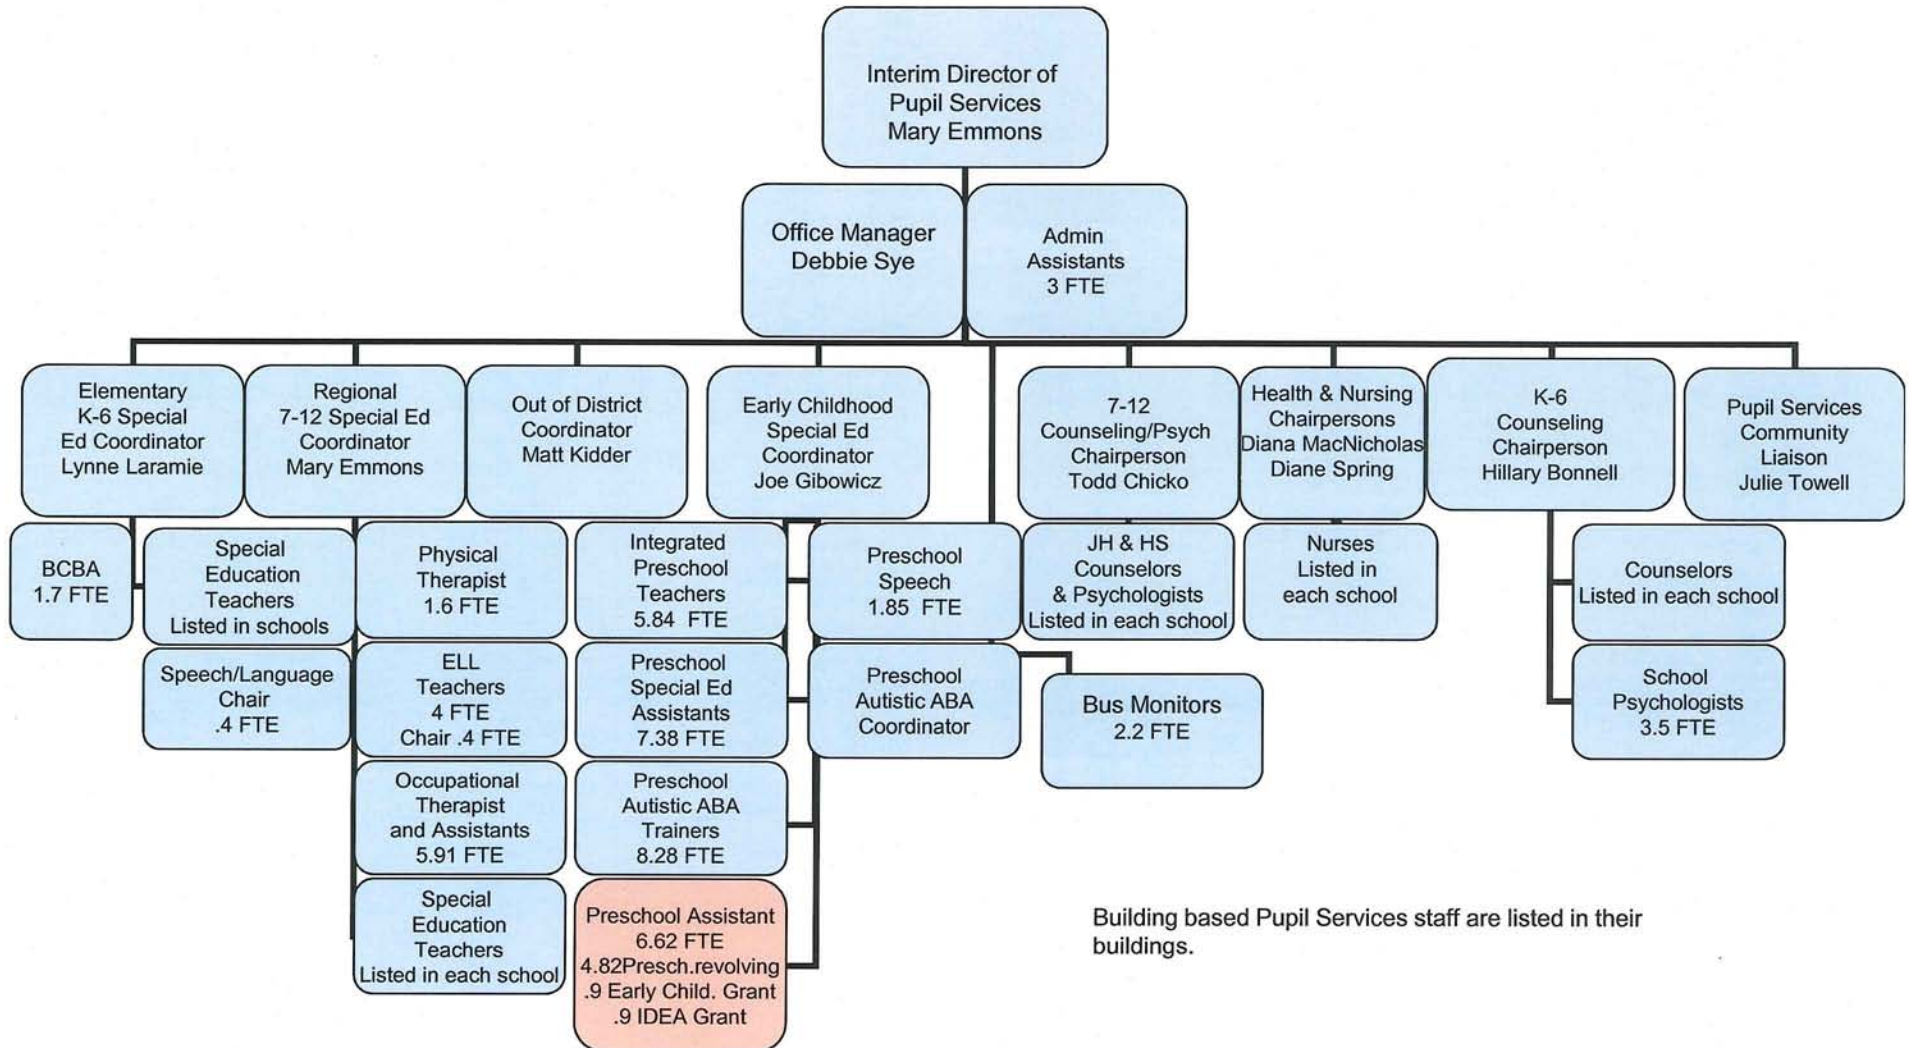 Interim Director of
Pupil Services
Mary Emmons
Office Manager
Debbie Sye
Admin
Assistants
3 FTE
Elementary
K-6 Special
Ed Coordinator
Lynne Laramie
Regional
7-12 Special Ed
Coordinator
Mary Emmons
Out of District
Coordinator
Matt Kidder
Early Childhood
Special Ed
Coordinator
Joe Gibowicz
7-12
Counseling/Psych
Chairperson
Todd Chicko
Health & Nursing
Chairpersons
Diana MacNicholas
Diane Spring
K-6
Counseling
Chairperson
Hillary Bonnell
Pupil Services
Community
Liaison
Julie Towell
BCBA
1.7 FTE
Special
Education
Teachers
Listed in schools
Physical
Therapist
1.6 FTE
Integrated
Preschool
Teachers
5.84 FTE
Preschool
Speech
1.85 FTE
JH & HS
Counselors
& Psychologists
Listed in each school
Nurses
Listed in
each school
Counselors
Listed in each school
Speech/Language
Chair
.4 FTE
ELL
Teachers
4 FTE
Chair .4 FTE
Preschool
Special Ed
Assistants
7.38 FTE
Preschool
Autistic ABA
Coordinator
Bus Monitors
2.2 FTE
School
Psychologists
3.5 FTE
Occupational
Therapist
and Assistants
5.91 FTE
Preschool
Autistic ABA
Trainers
8.28 FTE
Special
Education
Teachers
Listed in each school
Preschool Assistant
6.62 FTE
4.82Presch.revolving
.9 Early Child. Grant
.9 IDEA Grant
Building based Pupil Services staff are listed in their
buildings.